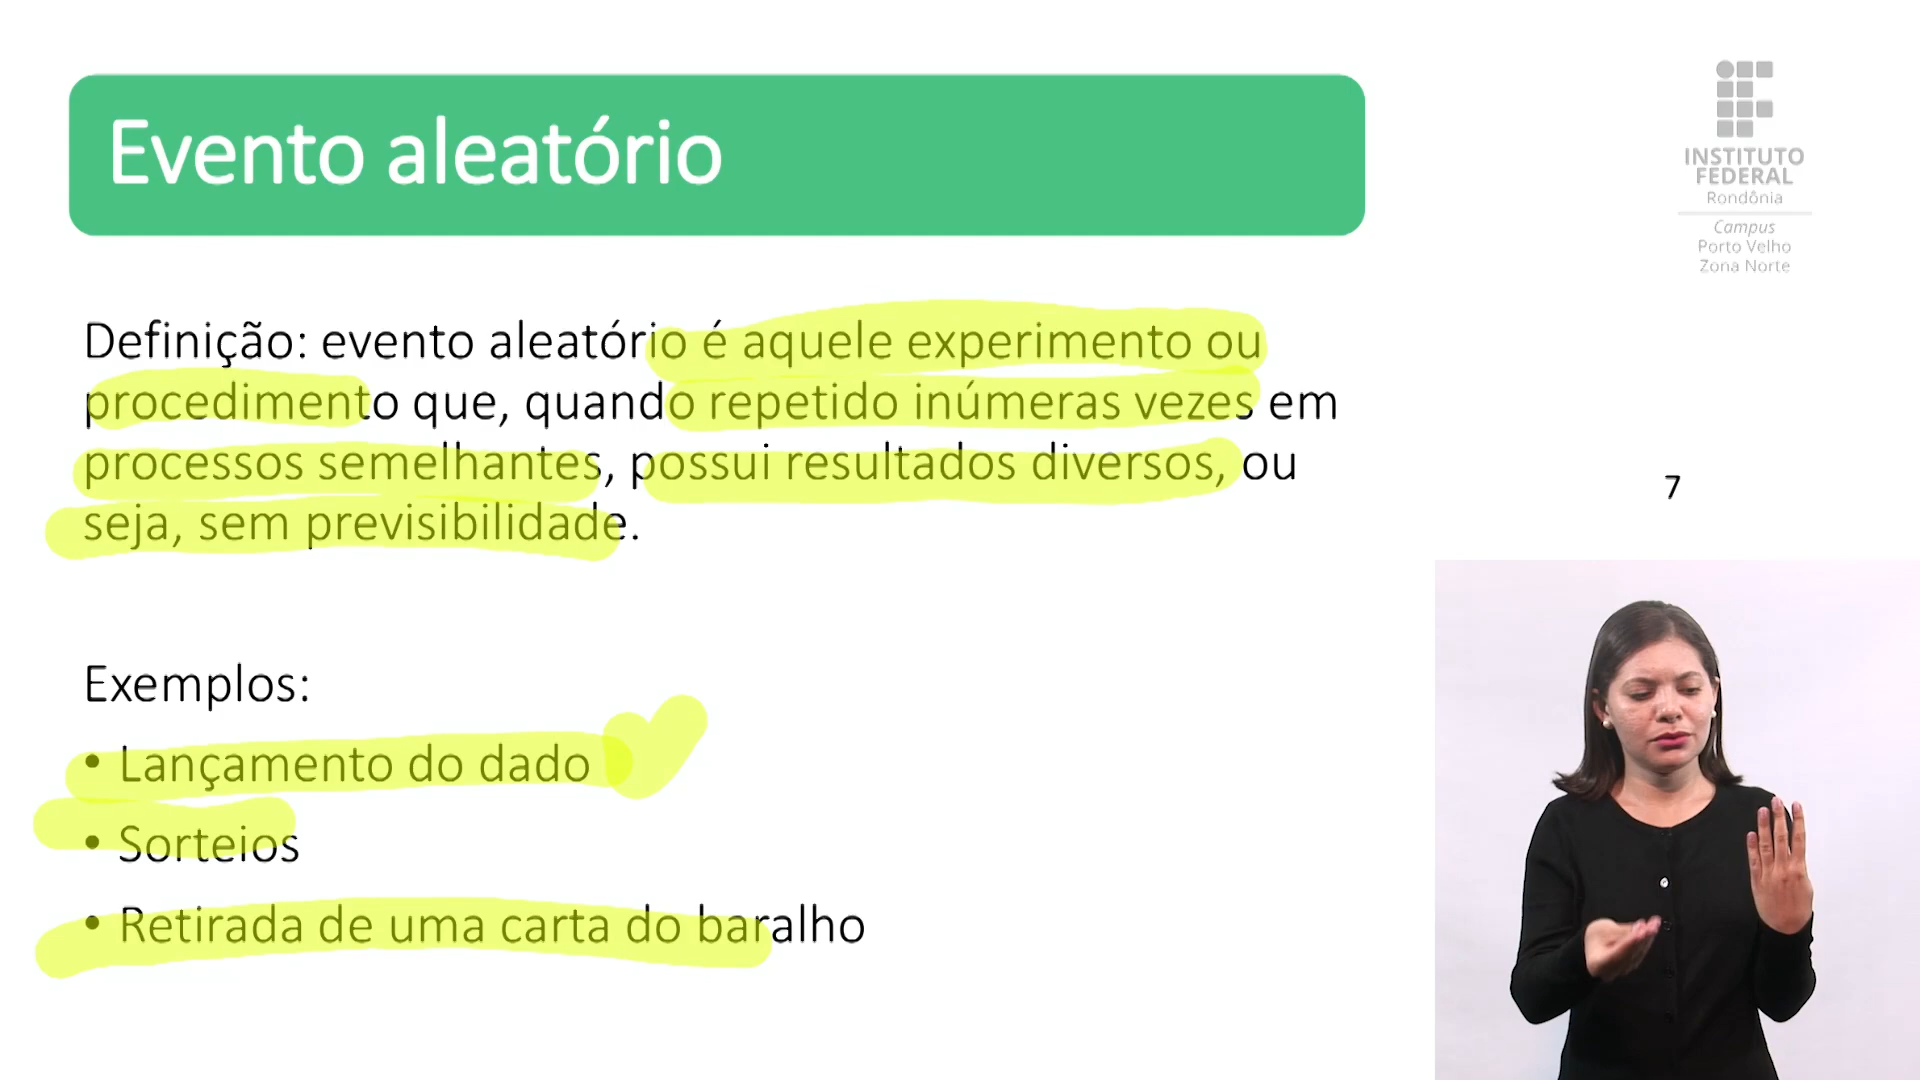 Evento aleatório
INSTITUTO
FEDERAL
Rondônia
Campus
Porto Velho
Zona Norte
Definição: evento aleatório é aquele experimento ou
procedimento que, quando repetido inúmeras vezes em
processos semelhantes, possui resultados diversos, ou
seja, sem previsibilidade.
7
Exemplos:
• Lançamento do dado
• Sorteios
• Retirada de uma carta do baralho